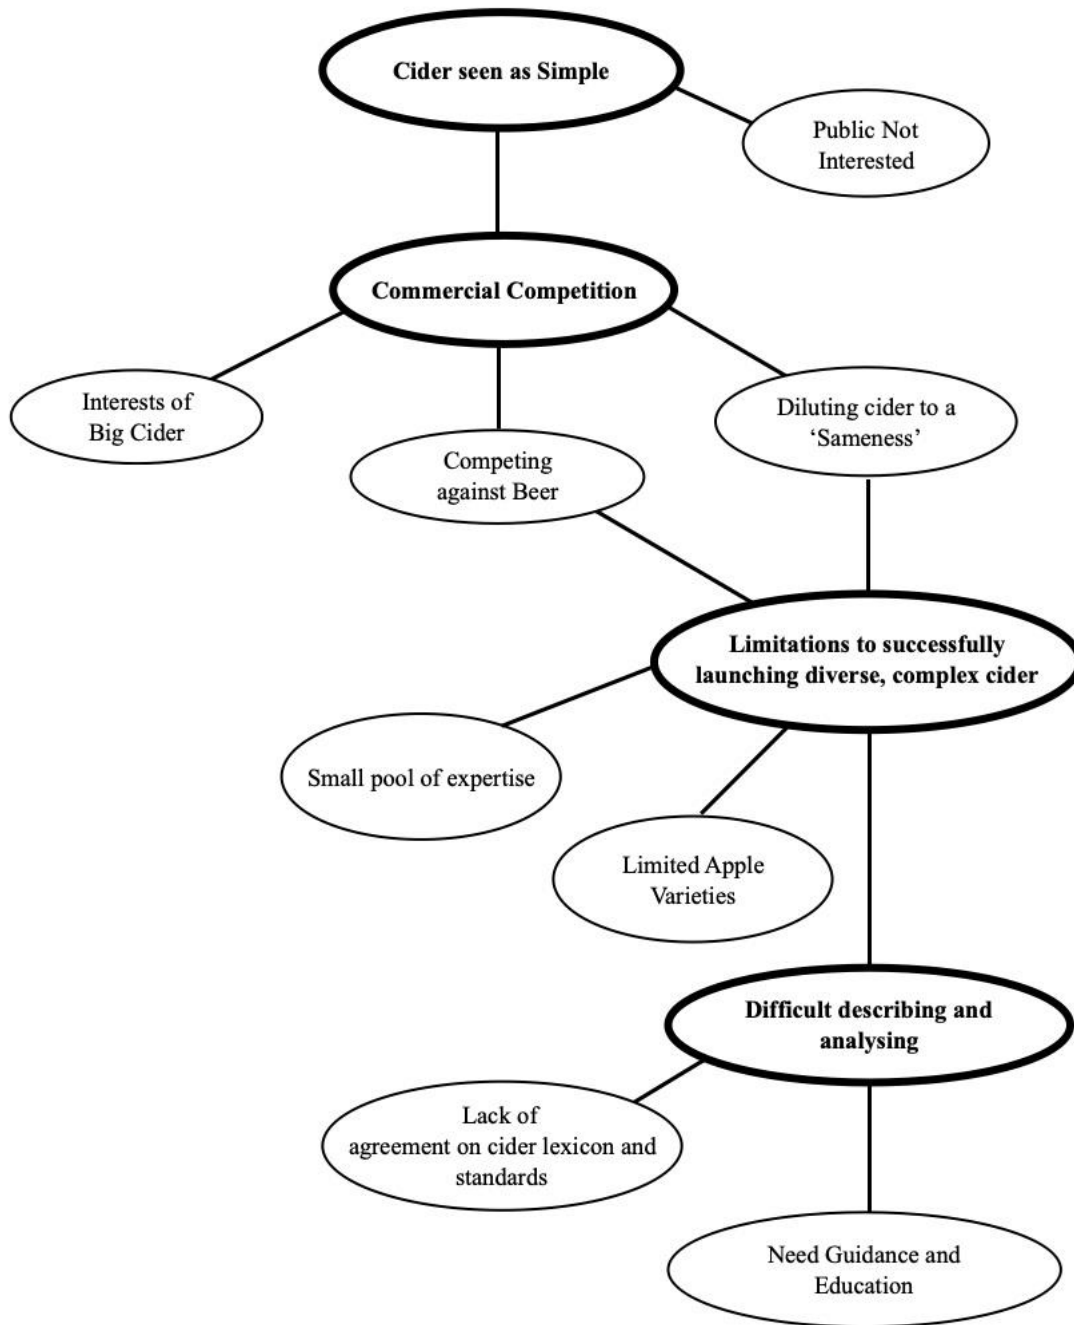 Cider seen as Simple
Public Not
Interested
Commercial Competition
Interests of
Big Cider
Diluting cider to a
‘Sameness’
Competing
against Beer
Limitations to successfully
launching diverse, complex cider
Small pool of expertise
Limited Apple
Varieties
Difficult describing and
analysing
Lack of
agreement on cider lexicon and
standards
Need Guidance and
Education